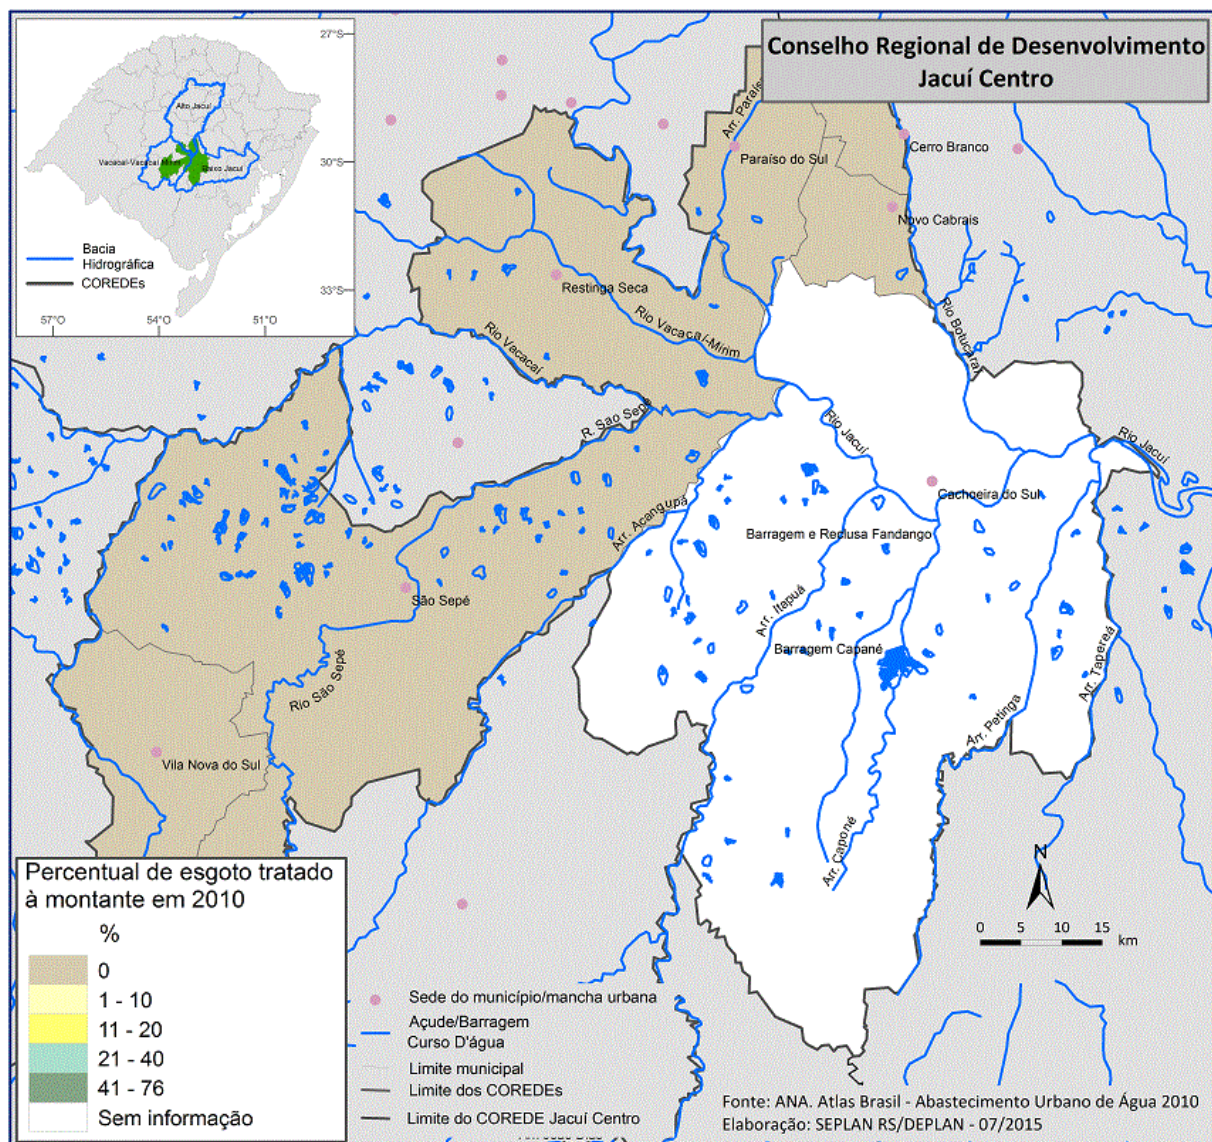 Conselho Regional de Desenvolvimento
Jacuí Centro
27°S
30°S
33°S
57°O
54°O
51°O
Alto Jacuí
Vacacaí-Vacacaí Mirim
Baixo Jacuí
Bacia
Hidrográfica
COREDEs
Arr. Paraíso
Paraíso do Sul
Cerro Branco
Novo Cabrais
Restinga Seca
Rio Vacacaí-Mirim
Rio Vacacaí
Rio Botucaraí
R. São Sepé
Rio Jacuí
Rio Jacuí
Cachoeira do Sul
Arr. Acangupá
Barragem e Reclusa Fandango
São Sepé
Arr. Itapuá
Barragem Capané
Arr. Tapereá
Rio São Sepé
Arr. Petinga
Vila Nova do Sul
Arr. Caponé
N
0 5 10 15
km
Percentual de esgoto tratado
à montante em 2010
%
0
1 - 10
11 - 20
21 - 40
41 - 76
Sem informação
Sede do município/mancha urbana
Açude/Barragem
Curso D'água
Limite municipal
Limite dos COREDEs
Limite do COREDE Jacuí Centro
Fonte: ANA. Atlas Brasil - Abastecimento Urbano de Água 2010
Elaboração: SEPLAN RS/DEPLAN - 07/2015